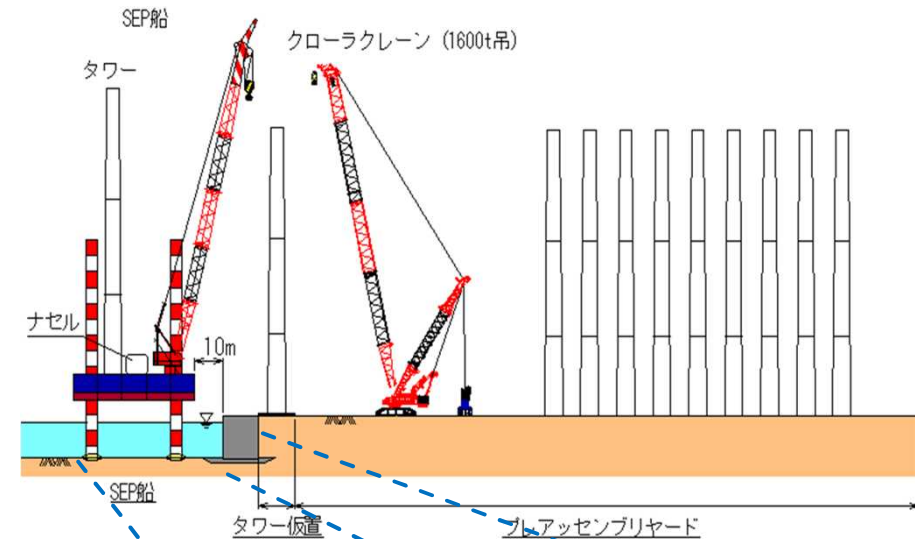 SEP船
クローラクレーン (1600t吊)
タワー
ナセル
10m
SEP船
タワー仮置
プレアッセンブリヤード